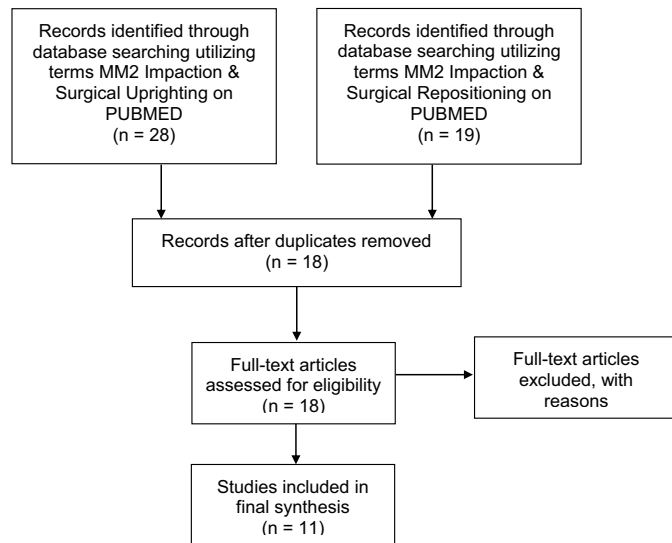 Records identified through
database searching utilizing
terms MM2 Impaction &
Surgical Uprighting on
PUBMED
(n = 28)
Records identified through
database searching utilizing
terms MM2 Impaction &
Surgical Repositioning on
PUBMED
(n = 19)
Records after duplicates removed
(n = 18)
Full-text articles
assessed for eligibility
(n = 18)
Full-text articles
excluded, with
reasons
Studies included in
final synthesis
(n = 11)